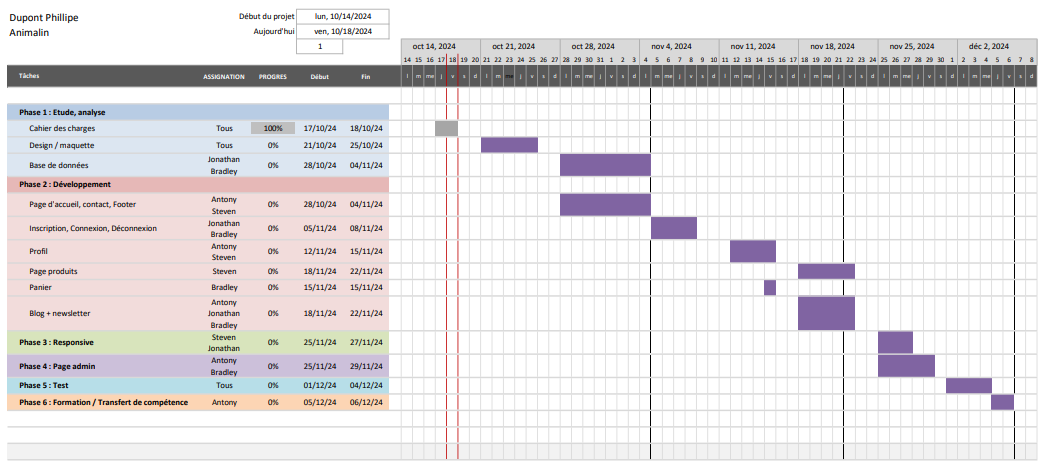 Dupont Phillipe
Début du projet lun, 10/14/2024
Animalin
Aujourd'hui ven, 10/18/2024
1
oct 14, 2024 oct 21, 2024 oct 28, 2024 nov 4, 2024 nov 11, 2024 nov 18, 2024 nov 25, 2024 déc 2, 2024
14 15 16 17 18 19 20 21 22 23 24 25 26 27 28 29 30 31 1 2 3 4 5 6 7 8 9 10 11 12 13 14 15 16 17 18 19 20 21 22 23 24 25 26 27 28 29 30 1 2 3 4 5 6 7 8
Tâches ASSIGNATION PROGRES Début Fin l m me j v s d l m me j v s d l m me j v s d l m me j v s d l m me j v s d l m me j v s d l m me j v s d l m me j v s d
Phase 1 : Etude, analyse
Cahier des charges Tous 100% 17/10/24 18/10/24
Design / maquette Tous 0% 21/10/24 25/10/24
Base de données Jonathan Bradley 0% 28/10/24 04/11/24
Phase 2 : Développement
Page d'accueil, contact, Footer Antony Steven 0% 28/10/24 04/11/24
Inscription, Connexion, Déconnexion Jonathan Bradley 0% 05/11/24 08/11/24
Profil Antony Steven 0% 12/11/24 15/11/24
Page produits Steven 0% 18/11/24 22/11/24
Panier Bradley 0% 15/11/24 15/11/24
Blog + newsletter Antony Jonathan Bradley 0% 18/11/24 22/11/24
Phase 3 : Responsive Steven Jonathan 0% 25/11/24 27/11/24
Phase 4 : Page admin Antony Bradley 0% 25/11/24 29/11/24
Phase 5 : Test Tous 0% 01/12/24 04/12/24
Phase 6 : Formation / Transfert de compétence Antony 0% 05/12/24 06/12/24